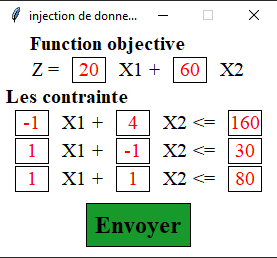 injection de donne...
Function objective
Z = 20 X1 + 60 X2
Les contrainte
-1 X1 + 4 X2 <= 160
1 X1 + -1 X2 <= 30
1 X1 + 1 X2 <= 80
Envoyer